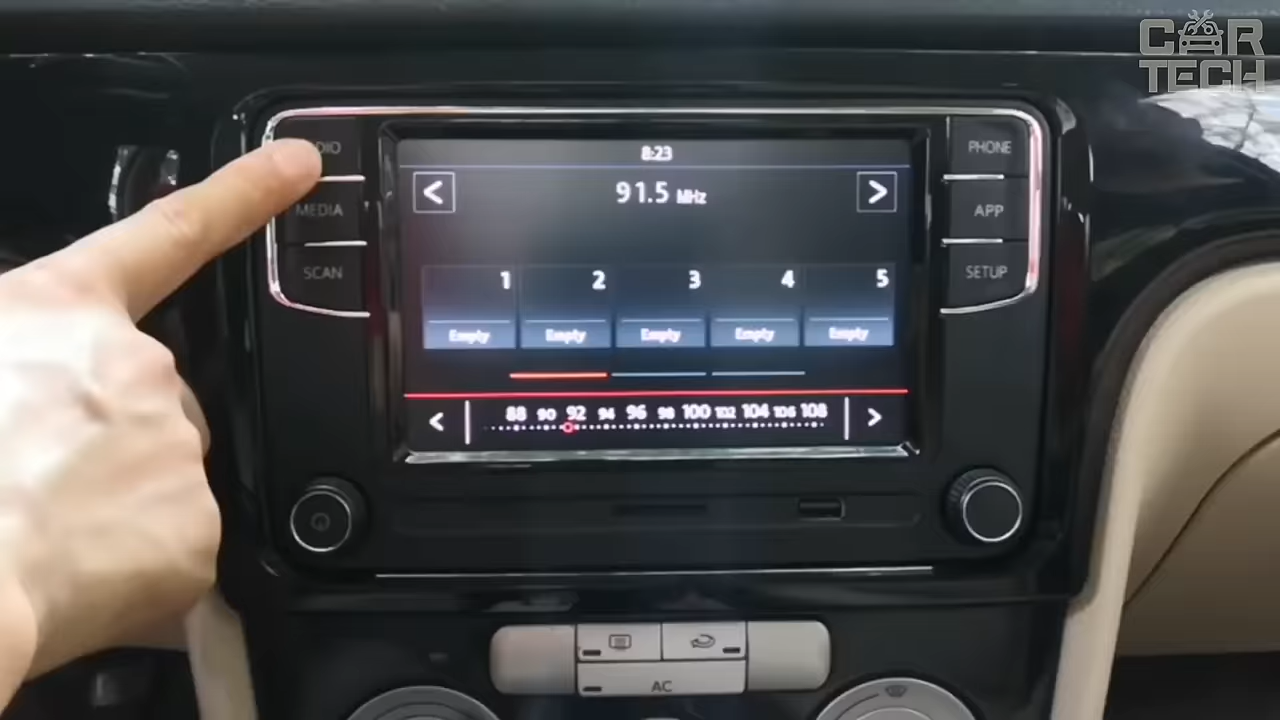 CAR
TECH
8:23
DIO
PHONE
< 91.5 MHz >
MEDIA
APP
SCAN
SETUP
1 2 3 4 5
Empty Empty Empty Empty Empty
< 88 90 92 94 96 98 100 102 104 106 108 >
AC